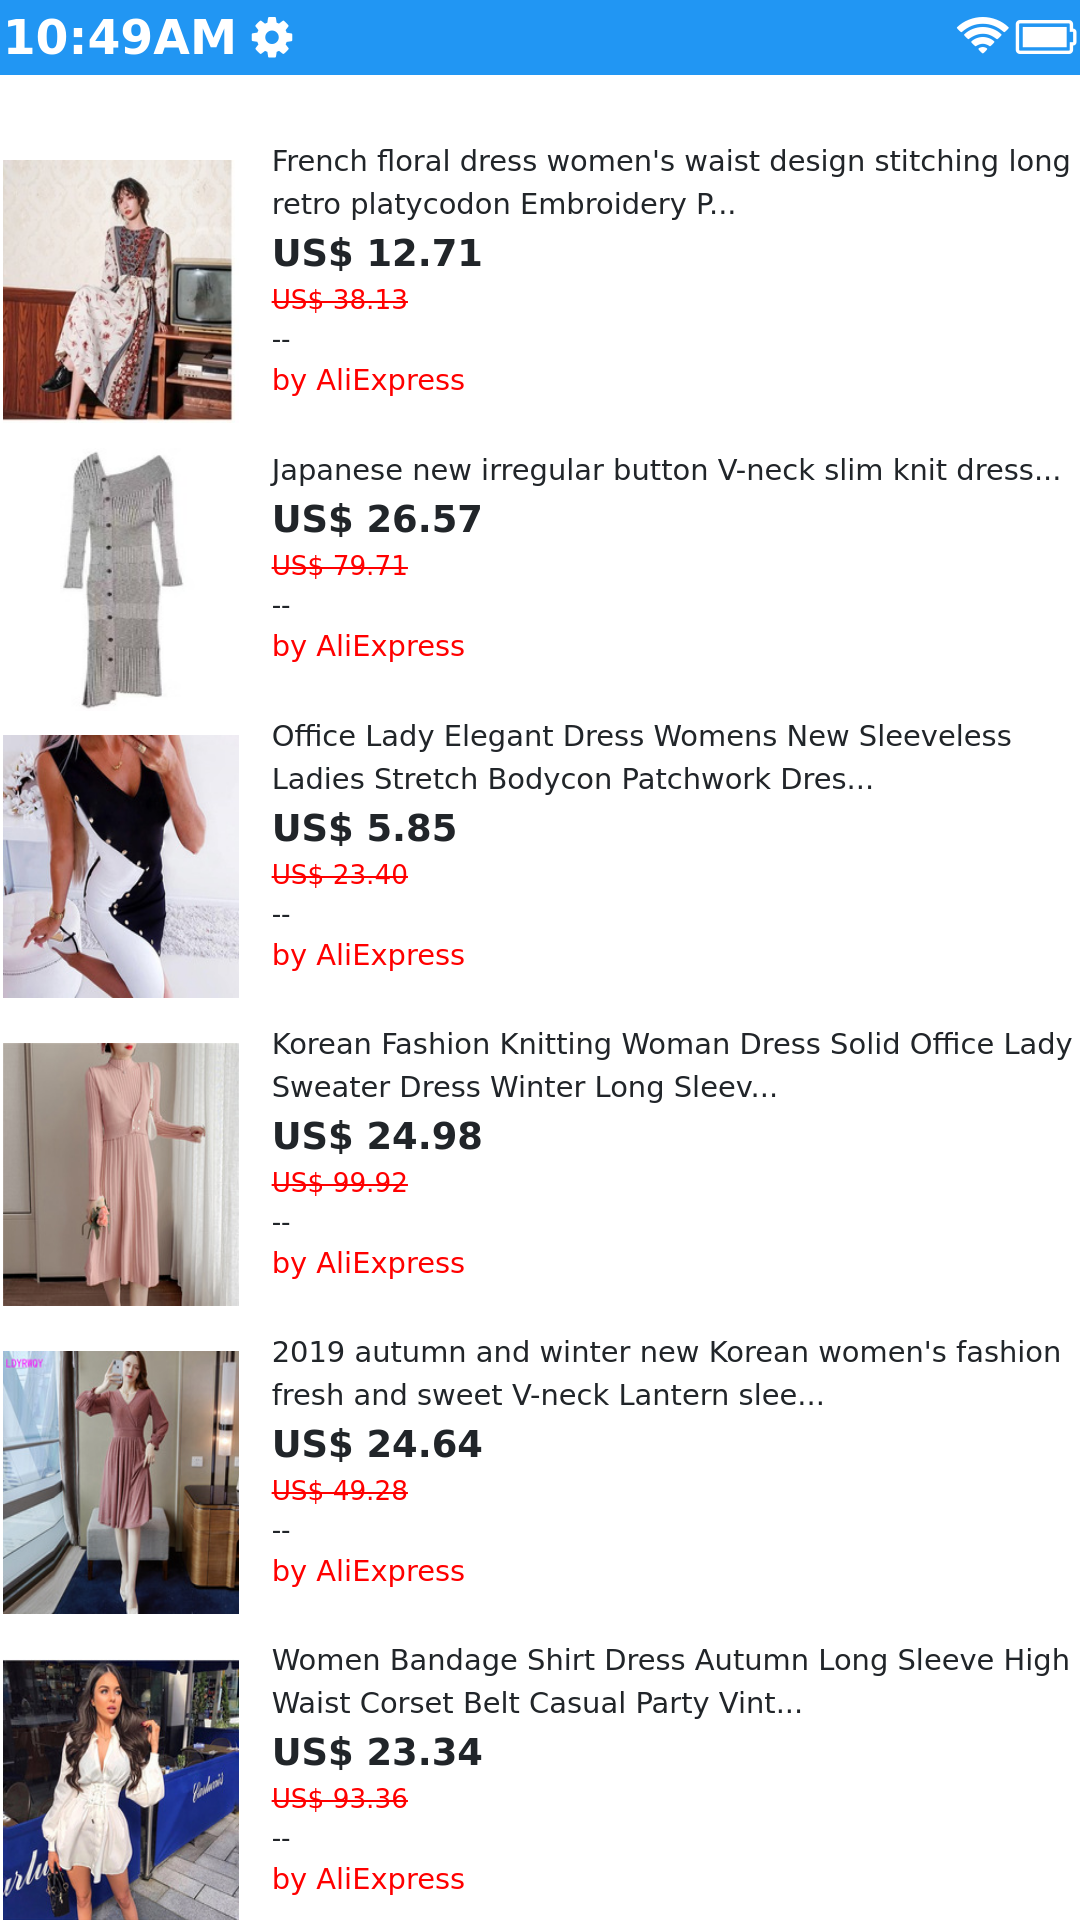 10:49AM
French floral dress women's waist design stitching long
retro platycodon Embroidery P...
US$ 12.71
US$ 38.13
--
by AliExpress
Japanese new irregular button V-neck slim knit dress...
US$ 26.57
US$ 79.71
--
by AliExpress
Office Lady Elegant Dress Womens New Sleeveless
Ladies Stretch Bodycon Patchwork Dres...
US$ 5.85
US$ 23.40
--
by AliExpress
Korean Fashion Knitting Woman Dress Solid Office Lady
Sweater Dress Winter Long Sleev...
US$ 24.98
US$ 99.92
--
by AliExpress
LDYRWQY
2019 autumn and winter new Korean women's fashion
fresh and sweet V-neck Lantern slee...
US$ 24.64
US$ 49.28
--
by AliExpress
Women Bandage Shirt Dress Autumn Long Sleeve High
Waist Corset Belt Casual Party Vint...
US$ 23.34
US$ 93.36
--
by AliExpress